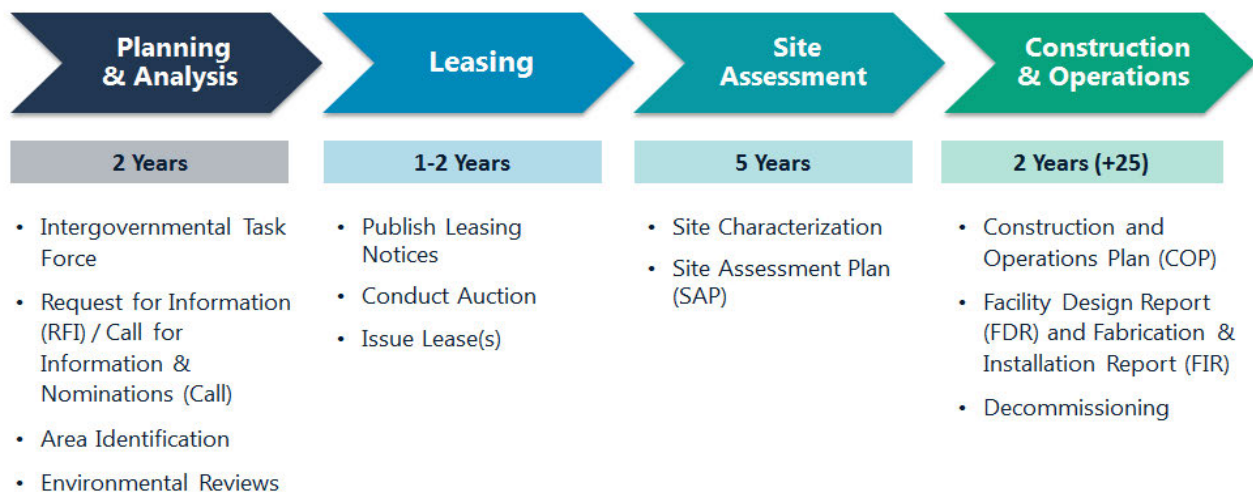 Planning
& Analysis
Leasing
Site
Assessment
Construction
& Operations
2 Years
1-2 Years
5 Years
2 Years (+25)
• Intergovernmental Task
Force
• Request for Information
(RFI) / Call for
Information &
Nominations (Call)
• Area Identification
• Environmental Reviews
• Publish Leasing
Notices
• Conduct Auction
• Issue Lease(s)
• Site Characterization
• Site Assessment Plan
(SAP)
• Construction and
Operations Plan (COP)
• Facility Design Report
(FDR) and Fabrication &
Installation Report (FIR)
• Decommissioning